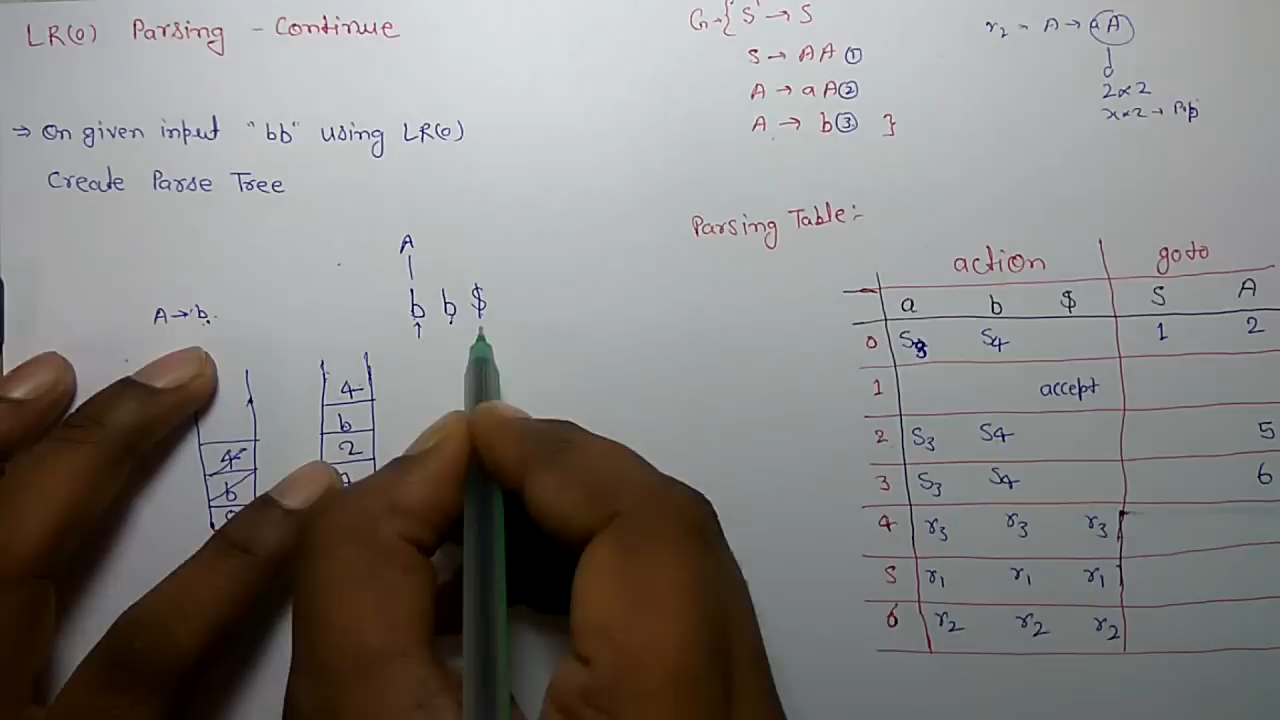 LR(0) Parsing - Continue
⇒ On given input "bb" using LR(0)
Create Parse Tree
G→{ S' → S
S → AA ①
A → aA ②
A → b ③ }
r2 - A → aA
2×2
x×2 → Pop
A
b b $
↑
A → b.
4
b
4
b
2
Parsing Table:-
action goto
a b $ S A
0 S3 S4 1 2
1 accept
2 S3 S4 5
3 S3 S4 6
4 r3 r3 r3
5 r1 r1 r1
6 r2 r2 r2